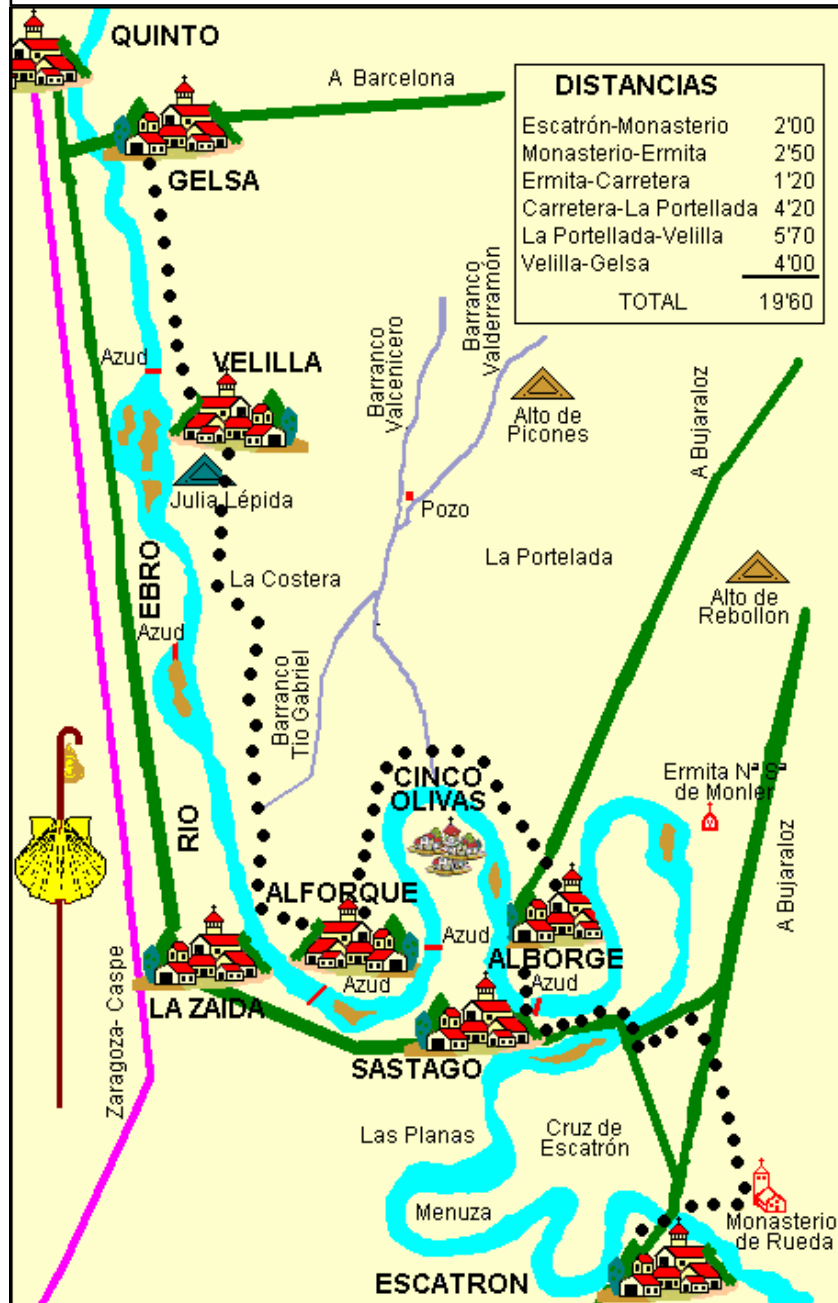 QUINTO
A Barcelona
DISTANCIAS
Escatrón-Monasterio 2'00
Monasterio-Ermita 2'50
Ermita-Carretera 1'20
Carretera-La Portellada 4'20
La Portellada-Velilla 5'70
Velilla-Gelsa 4'00
TOTAL 19'60
GELSA
Azud
VELILLA
Barranco
Valcenicero
Barranco
Valderramón
Alto de
Picones
A Bujaraloz
Julia Lépida
Pozo
La Portelada
EBRO
La Costera
Alto de
Rebollon
Azud
Barranco
Tio Gabriel
CINCO
OLIVAS
Ermita Nª Sª
de Monler
RIO
A Bujaraloz
ALFORQUE
Azud
ALBORGE
Azud
Azud
LA ZAIDA
Zaragoza- Caspe
SASTAGO
Las Planas
Cruz de
Escatrón
Menuza
Monasterio
de Rueda
ESCATRON